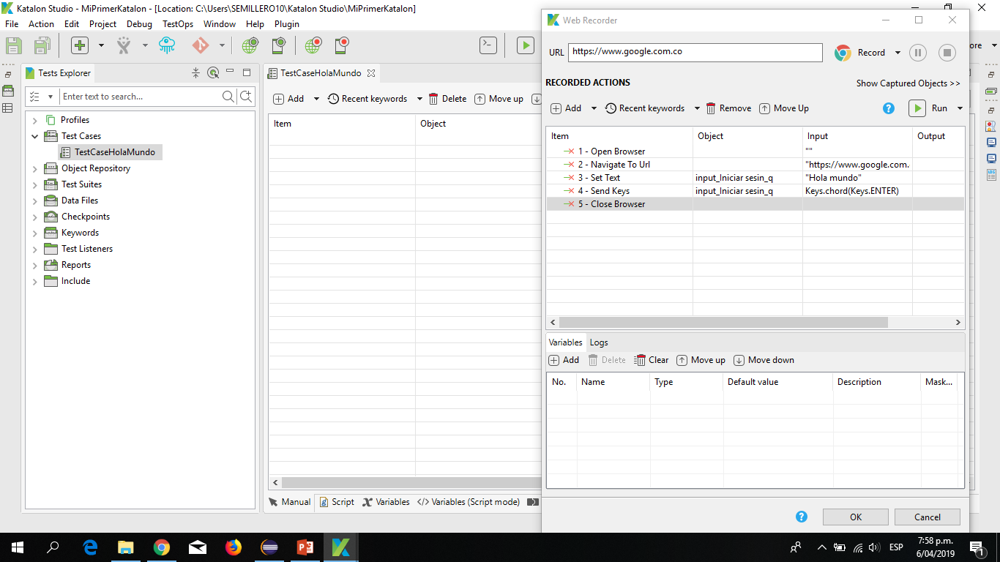 Katalon Studio - MiPrimerKatalon - [Location: C:\Users\SEMILLERO10\Katalon Studio\MiPrimerKatalon]
File Action Edit Project Debug TestOps Window Help Plugin
Tests Explorer
Enter text to search...
Profiles
Test Cases
TestCaseHolaMundo
Object Repository
Test Suites
Data Files
Checkpoints
Keywords
Test Listeners
Reports
Include
TestCaseHolaMundo
Add Recent keywords Delete Move up
Item Object
Manual Script Variables </> Variables (Script mode)
Web Recorder
URL https://www.google.com.co Record
RECORDED ACTIONS
Show Captured Objects >>
Add Recent keywords Remove Move Up ? Run
Item Object Input Output
1 - Open Browser ""
2 - Navigate To Url "https://www.google.com.
3 - Set Text input_Iniciar sesin_q "Hola mundo"
4 - Send Keys input_Iniciar sesin_q Keys.chord(Keys.ENTER)
5 - Close Browser
Variables Logs
Add Delete Clear Move up Move down
No. Name Type Default value Description Mask...
? OK Cancel
ore
ESP
7:58 p.m.
6/04/2019
1